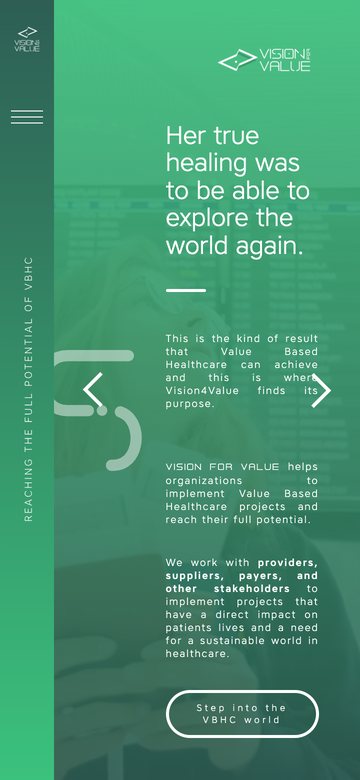 VISION FOR
VALUE
REACHING THE FULL POTENTIAL OF VBHC
VISION FOR
VALUE
Her true
healing was
to be able to
explore the
world again.
This is the kind of result
that Value Based
Healthcare can achieve
and this is where
Vision4Value finds its
purpose.
VISION FOR VALUE helps
organizations to
implement Value Based
Healthcare projects and
reach their full potential.
We work with providers,
suppliers, payers, and
other stakeholders to
implement projects that
have a direct impact on
patients lives and a need
for a sustainable world in
healthcare.
Step into the
VBHC world